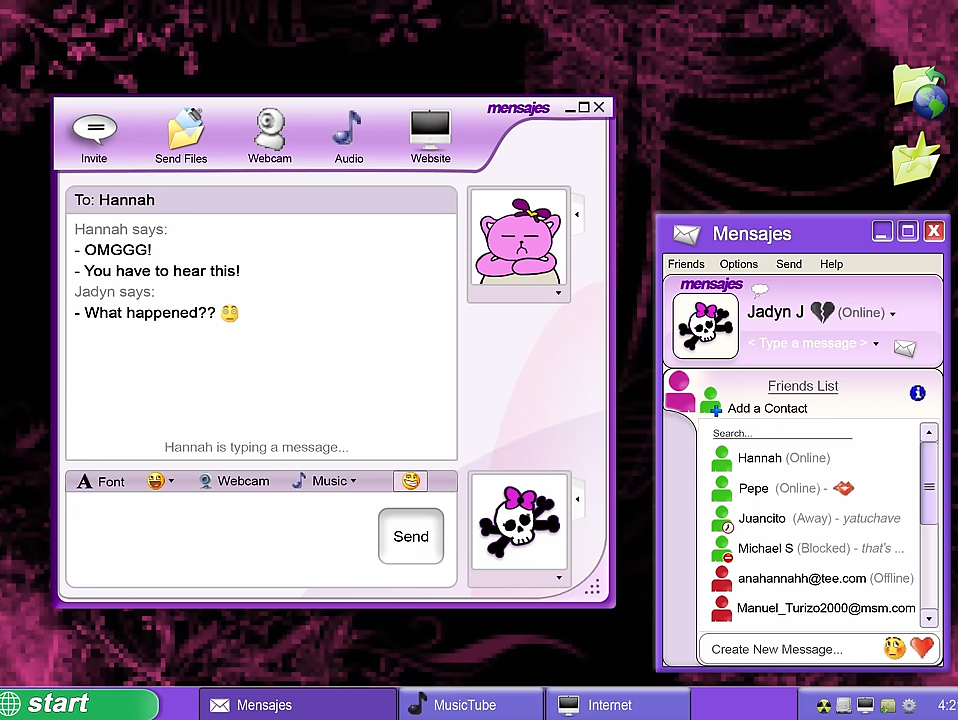 mensajes
Invite
Send Files
Webcam
Audio
Website
To: Hannah
Hannah says:
- OMGGG!
- You have to hear this!
Jadyn says:
- What happened??
Hannah is typing a message...
A Font
Webcam
Music
Send
Mensajes
Friends Options Send Help
mensajes
Jadyn J (Online)
< Type a message >
Friends List
Add a Contact
Search...
Hannah (Online)
Pepe (Online) -
Juancito (Away) - yatuchave
Michael S (Blocked) - that's ...
anahannahh@tee.com (Offline)
Manuel_Turizo2000@msm.com
Create New Message...
start
Mensajes
MusicTube
Internet